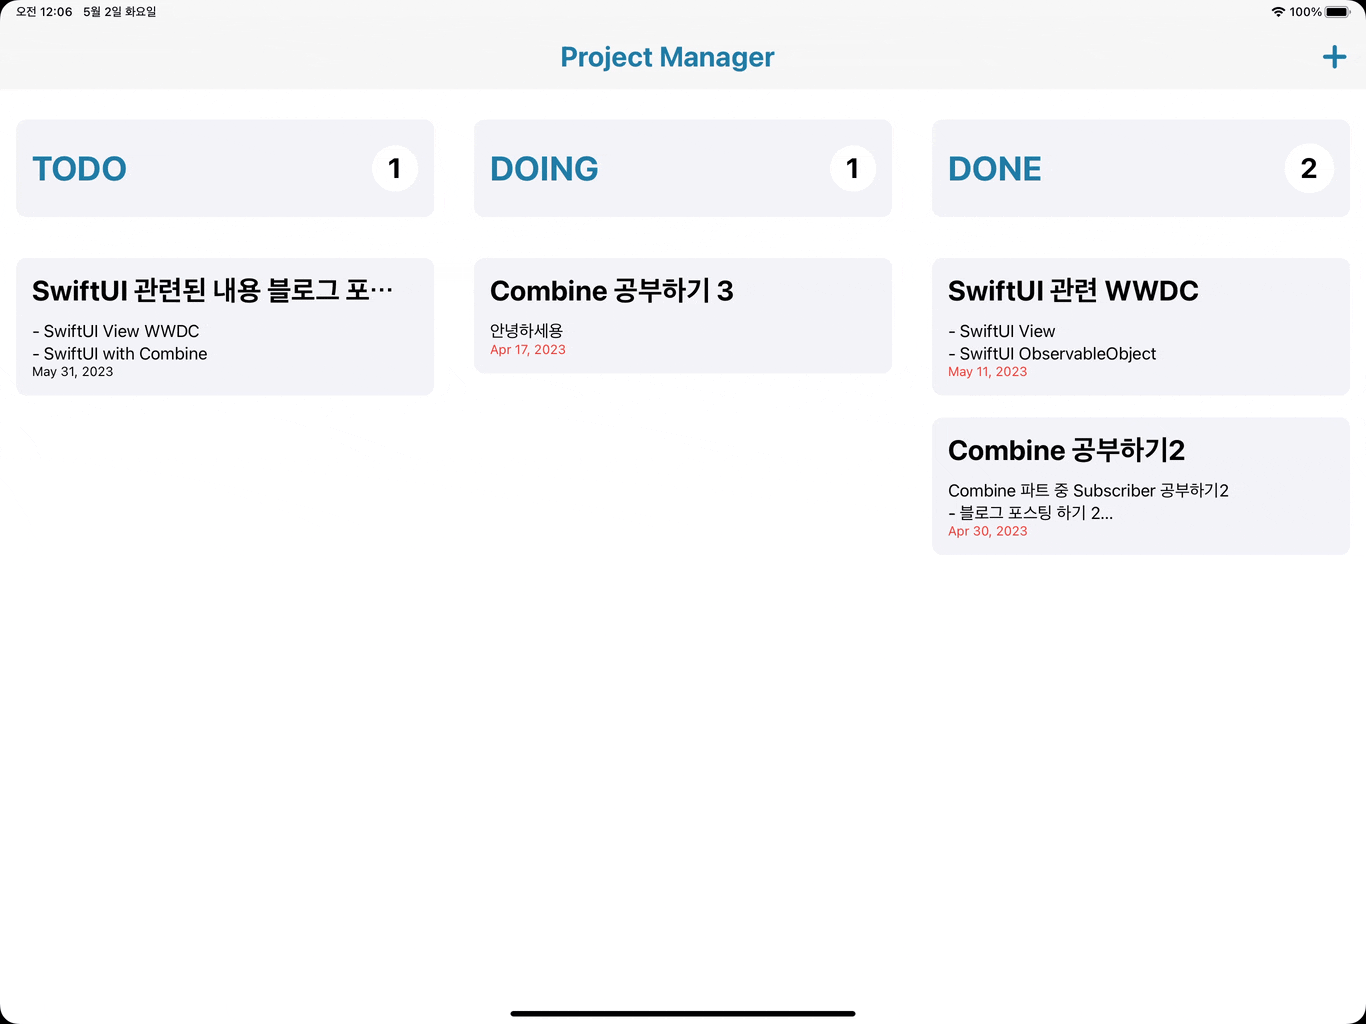 오전 12:06 5월 2일 화요일
100%
Project Manager
+
TODO
1
SwiftUI 관련된 내용 블로그 포…
- SwiftUI View WWDC
- SwiftUI with Combine
May 31, 2023
DOING
1
Combine 공부하기 3
안녕하세용
Apr 17, 2023
DONE
2
SwiftUI 관련 WWDC
- SwiftUI View
- SwiftUI ObservableObject
May 11, 2023
Combine 공부하기2
Combine 파트 중 Subscriber 공부하기2
- 블로그 포스팅 하기 2...
Apr 30, 2023